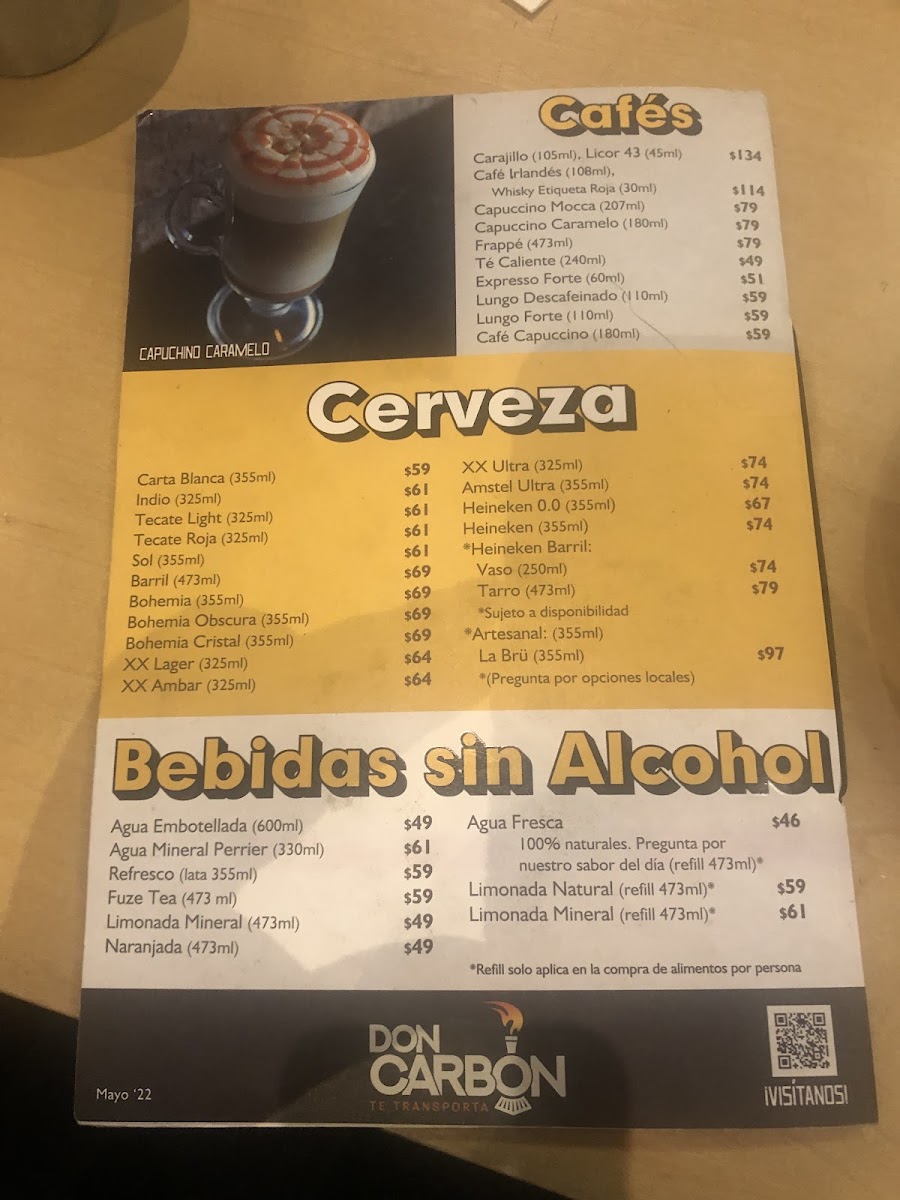 Cafés
Carajillo (105ml), Licor 43 (45ml) $134
Café Irlandés (108ml),
Whisky Etiqueta Roja (30ml) $114
Capuccino Mocca (207ml) $79
Capuccino Caramelo (180ml) $79
Frappé (473ml) $79
Té Caliente (240ml) $49
Expresso Forte (60ml) $51
Lungo Descafeinado (110ml) $59
Lungo Forte (110ml) $59
Café Capuccino (180ml) $59
CAPUCHINO CARAMELO
Cerveza
Carta Blanca (355ml) $59
Indio (325ml) $61
Tecate Light (325ml) $61
Tecate Roja (325ml) $61
Sol (355ml) $61
Barril (473ml) $69
Bohemia (355ml) $69
Bohemia Obscura (355ml) $69
Bohemia Cristal (355ml) $69
XX Lager (325ml) $64
XX Ambar (325ml) $64
XX Ultra (325ml) $74
Amstel Ultra (355ml) $74
Heineken 0.0 (355ml) $67
Heineken (355ml) $74
*Heineken Barril:
Vaso (250ml) $74
Tarro (473ml) $79
*Sujeto a disponibilidad
*Artesanal: (355ml)
La Brü (355ml) $97
*(Pregunta por opciones locales)
Bebidas sin Alcohol
Agua Embotellada (600ml) $49
Agua Mineral Perrier (330ml) $61
Refresco (lata 355ml) $59
Fuze Tea (473 ml) $59
Limonada Mineral (473ml) $49
Naranjada (473ml) $49
Agua Fresca $46
100% naturales. Pregunta por
nuestro sabor del día (refill 473ml)*
Limonada Natural (refill 473ml)* $59
Limonada Mineral (refill 473ml)* $61
*Refill solo aplica en la compra de alimentos por persona
DON
CARBÓN
TE TRANSPORTA
Mayo '22
¡VISÍTANOS!